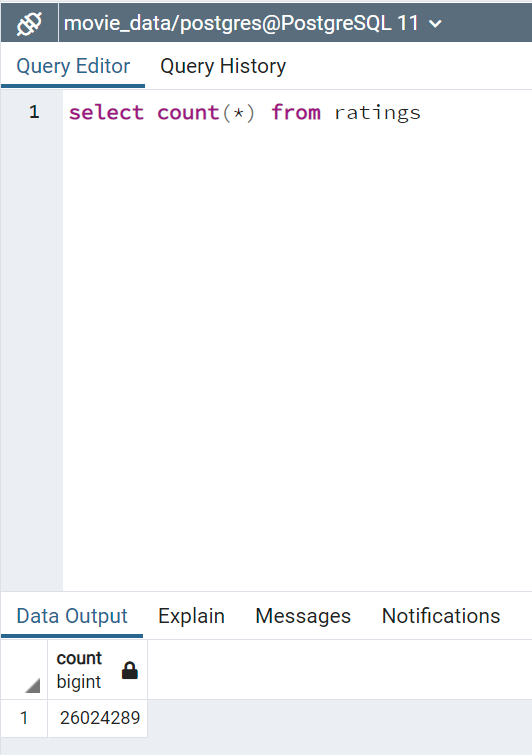 movie_data/postgres@PostgreSQL 11
Query Editor Query History
1 select count(*) from ratings
Data Output Explain Messages Notifications
count
bigint
1 26024289